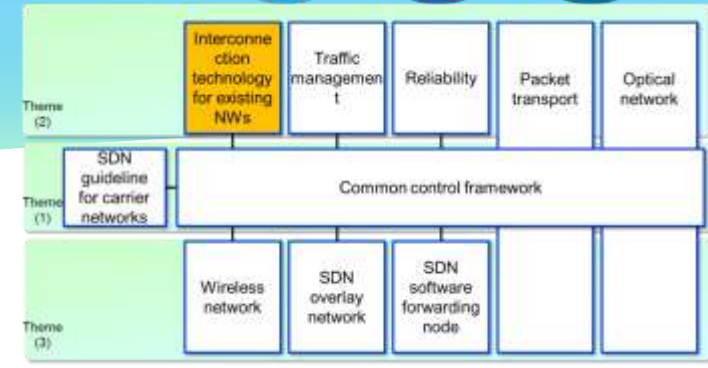 Interconne
ction
technology
for existing
NWs
Traffic
managemen
t
Reliability
Packet
transport
Optical
network
Theme
(2)
SDN
guideline
for carrier
networks
Common control framework
Theme
(1)
Wireless
network
SDN
overlay
network
SDN
software
forwarding
node
Theme
(3)